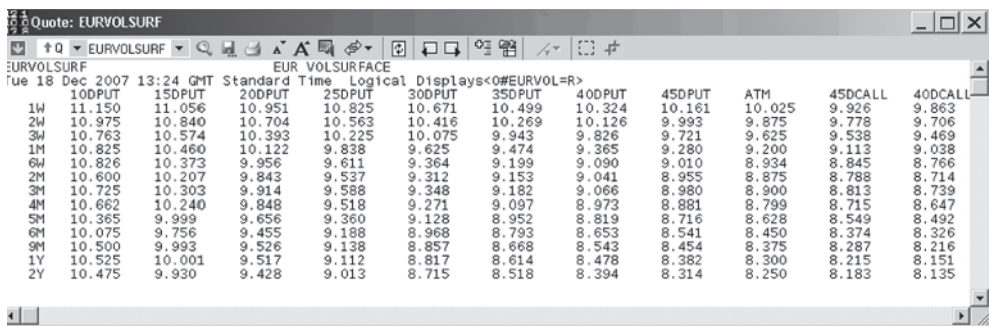 Quote: EURVOLSURF
Q EURVOLSURF
EURVOLSURF EUR VOLSURFACE
Tue 18 Dec 2007 13:24 GMT Standard Time Logical Displays<0#EURVOL=R>
10DPUT 15DPUT 20DPUT 25DPUT 30DPUT 35DPUT 40DPUT 45DPUT ATM 45DCALL 40DCALL
1W 11.150 11.056 10.951 10.825 10.671 10.499 10.324 10.161 10.025 9.926 9.863
2W 10.975 10.840 10.704 10.563 10.416 10.269 10.126 9.993 9.875 9.778 9.706
3W 10.763 10.574 10.393 10.225 10.075 9.943 9.826 9.721 9.625 9.538 9.469
1M 10.825 10.460 10.122 9.838 9.625 9.474 9.365 9.280 9.200 9.113 9.038
6W 10.826 10.373 9.956 9.611 9.364 9.199 9.090 9.010 8.934 8.845 8.766
2M 10.600 10.207 9.843 9.537 9.312 9.153 9.041 8.955 8.875 8.788 8.714
3M 10.725 10.303 9.914 9.588 9.348 9.182 9.066 8.980 8.900 8.813 8.739
4M 10.662 10.240 9.848 9.518 9.271 9.097 8.973 8.881 8.799 8.715 8.647
5M 10.365 9.999 9.656 9.360 9.128 8.952 8.819 8.716 8.628 8.549 8.492
6M 10.075 9.756 9.455 9.188 8.968 8.793 8.653 8.541 8.450 8.374 8.326
9M 10.500 9.993 9.526 9.138 8.857 8.668 8.543 8.454 8.375 8.287 8.216
1Y 10.525 10.001 9.517 9.112 8.817 8.614 8.478 8.382 8.300 8.215 8.151
2Y 10.475 9.930 9.428 9.013 8.715 8.518 8.394 8.314 8.250 8.183 8.135